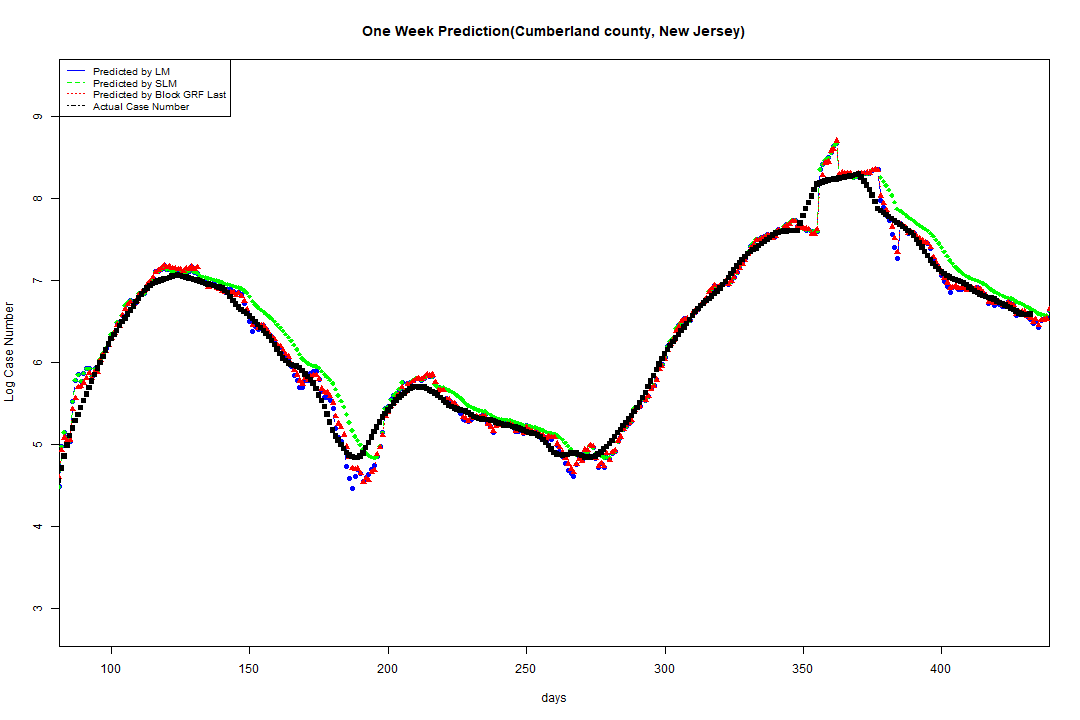 One Week Prediction(Cumberland county, New Jersey)
Predicted by LM
Predicted by SLM
Predicted by Block GRF Last
Actual Case Number
9
8
7
6
5
4
3
Log Case Number
100 150 200 250 300 350 400
days